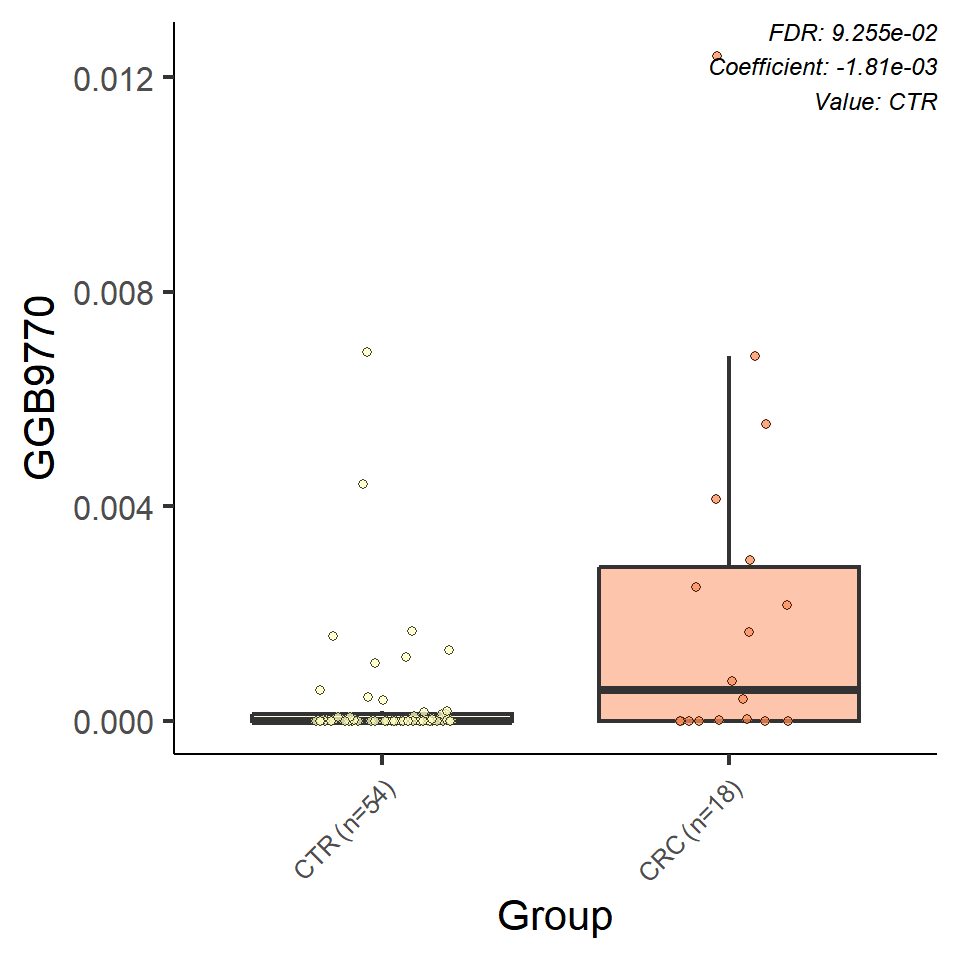 FDR: 9.255e-02
Coefficient: -1.81e-03
Value: CTR
0.012
0.008
0.004
0.000
GGB9770
CTR (n=54)
CRC (n=18)
Group